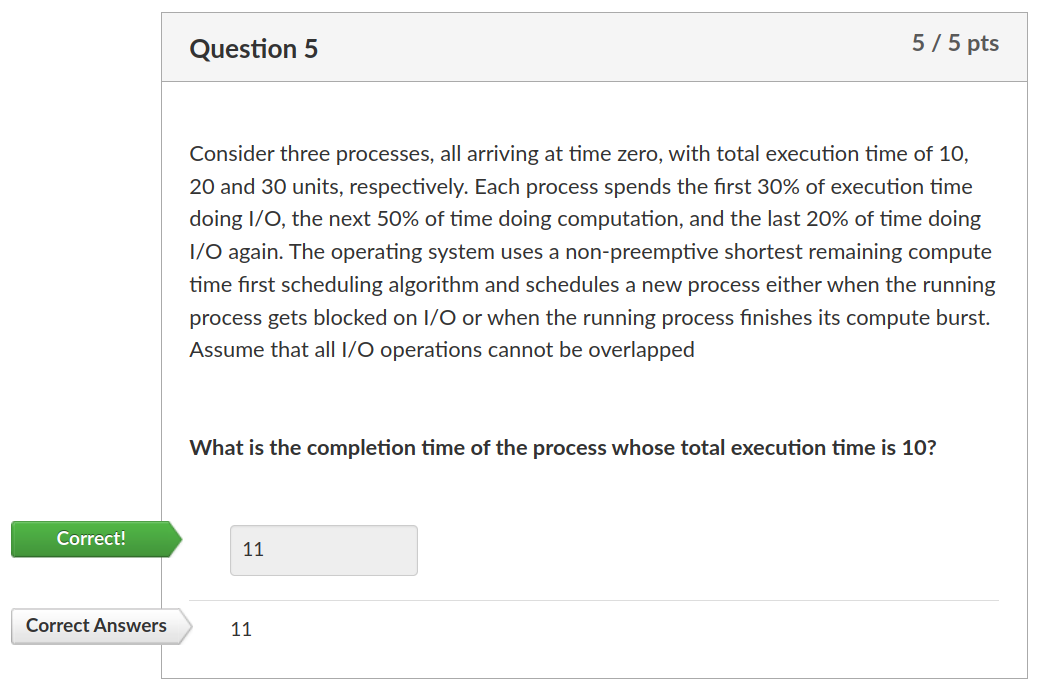 Question 5
5 / 5 pts
Consider three processes, all arriving at time zero, with total execution time of 10,
20 and 30 units, respectively. Each process spends the first 30% of execution time
doing I/O, the next 50% of time doing computation, and the last 20% of time doing
I/O again. The operating system uses a non-preemptive shortest remaining compute
time first scheduling algorithm and schedules a new process either when the running
process gets blocked on I/O or when the running process finishes its compute burst.
Assume that all I/O operations cannot be overlapped
What is the completion time of the process whose total execution time is 10?
Correct!
11
Correct Answers
11